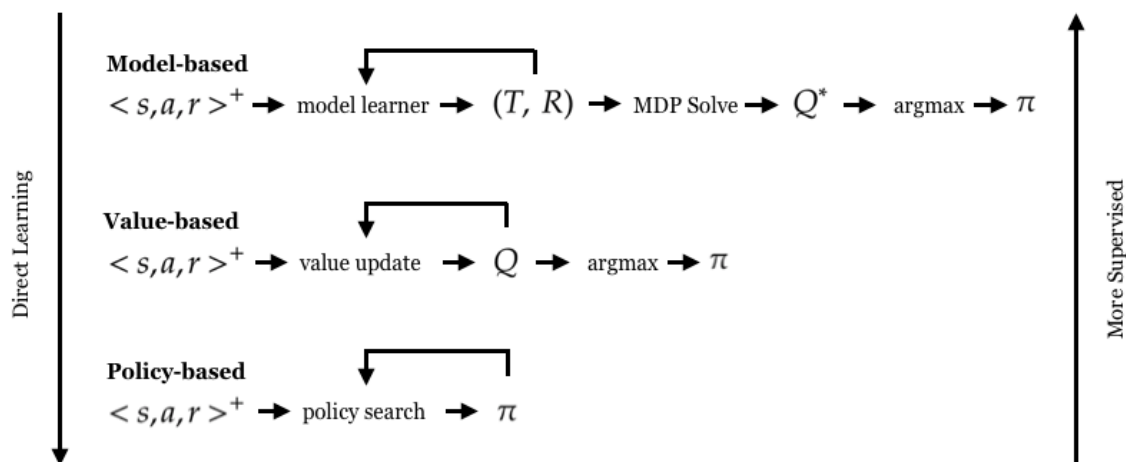 Model-based
< s,a,r >+ model learner (T, R) MDP Solve Q* argmax π
Value-based
< s,a,r >+ value update Q argmax π
Policy-based
< s,a,r >+ policy search π
Direct Learning
More Supervised